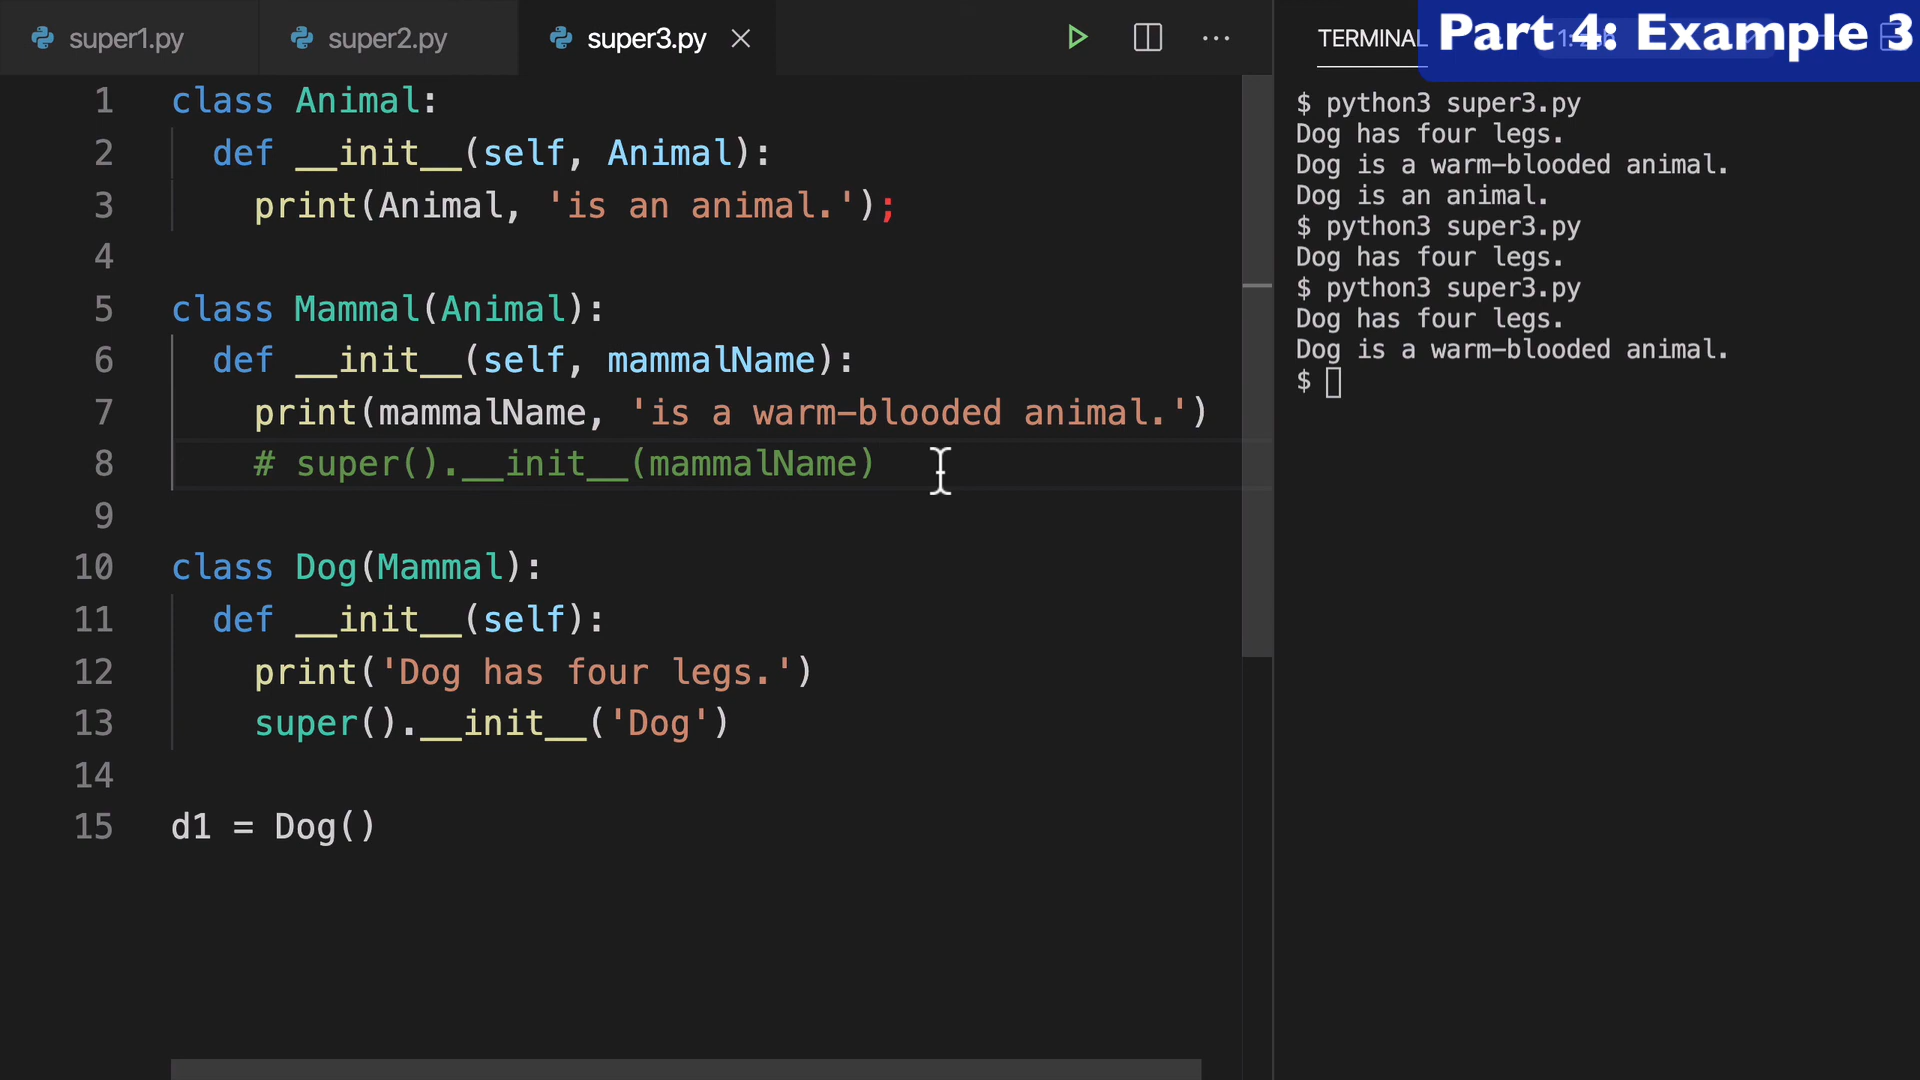 super1.py super2.py super3.py
TERMINAL Part 4: Example 3
1 class Animal:
2 def __init__(self, Animal):
3 print(Animal, 'is an animal.');
4
5 class Mammal(Animal):
6 def __init__(self, mammalName):
7 print(mammalName, 'is a warm-blooded animal.')
8 # super().__init__(mammalName)
9
10 class Dog(Mammal):
11 def __init__(self):
12 print('Dog has four legs.')
13 super().__init__('Dog')
14
15 d1 = Dog()
$ python3 super3.py
Dog has four legs.
Dog is a warm-blooded animal.
Dog is an animal.
$ python3 super3.py
Dog has four legs.
$ python3 super3.py
Dog has four legs.
Dog is a warm-blooded animal.
$